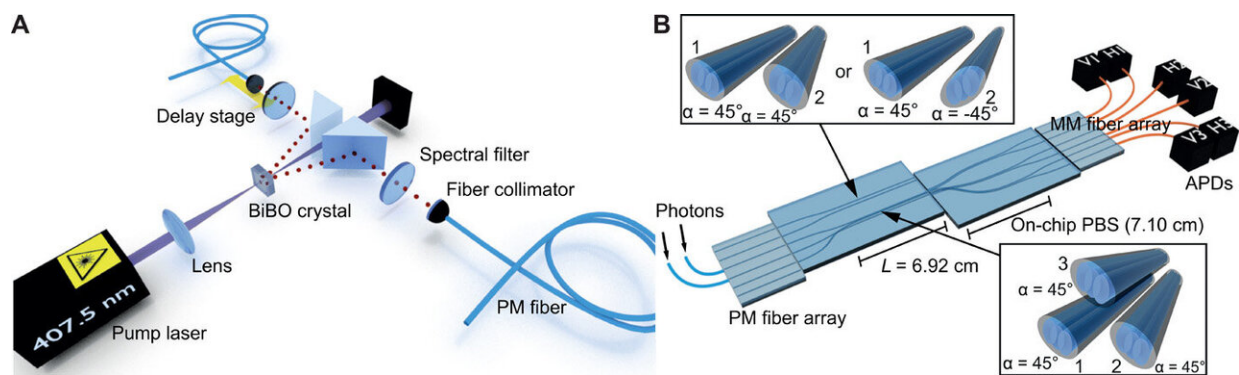 A
Delay stage
Spectral filter
Fiber collimator
BiBO crystal
Lens
407.5 nm
Pump laser
PM fiber
B
1
1
or
2
2
α = 45°
α = 45°
α = 45°
α = -45°
V1
H1
H2
V2
V3
H3
MM fiber array
APDs
Photons
On-chip PBS (7.10 cm)
L = 6.92 cm
PM fiber array
3
α = 45°
α = 45°
1
2
α = 45°